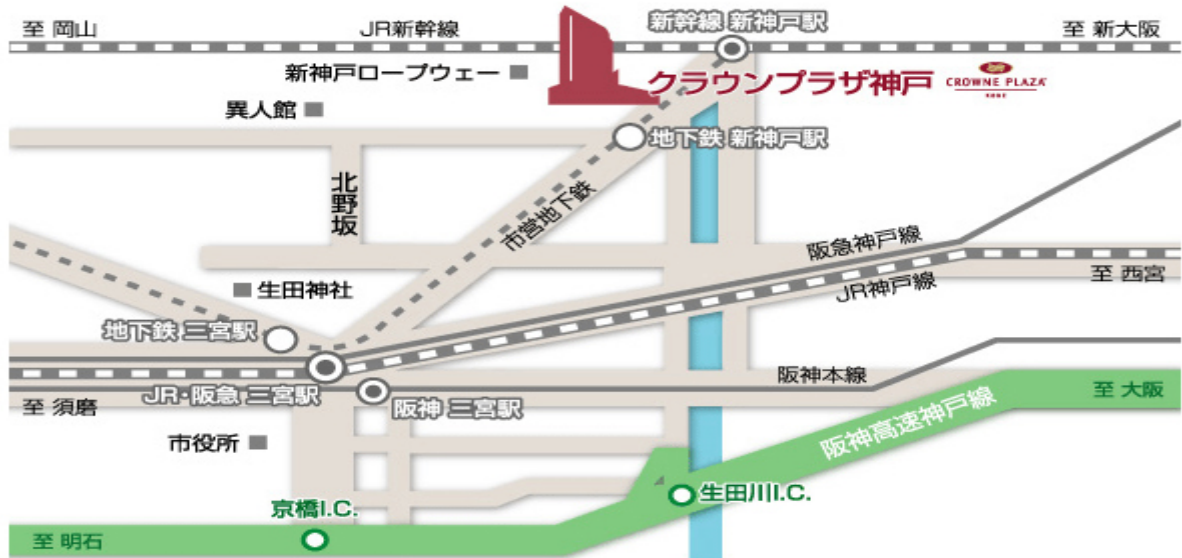 新幹線 新神戸駅
至 岡山
JR新幹線
至 新大阪
新神戸ロープウェー
クラウンプラザ神戸
CROWNE PLAZA
KOBE
異人館
地下鉄 新神戸駅
北野坂
市営地下鉄
阪急神戸線
至 西宮
JR神戸線
生田神社
地下鉄 三宮駅
阪神本線
JR・阪急 三宮駅
至 須磨
阪神 三宮駅
至 大阪
阪神高速神戸線
市役所
生田川I.C.
京橋I.C.
至 明石